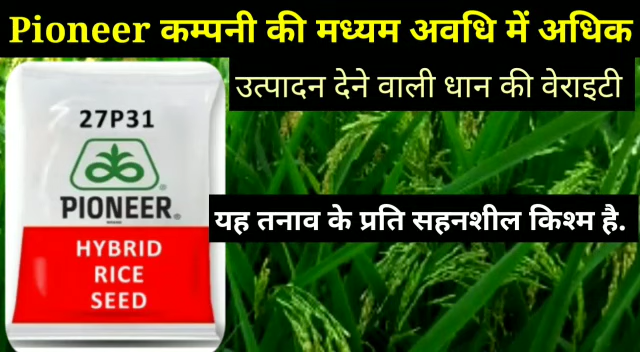 Pioneer कम्पनी की मध्यम अवधि में अधिक
उत्पादन देने वाली धान की वेराइटी
27P31
PIONEER®
यह तनाव के प्रति सहनशील किश्म है.
HYBRID
RICE
SEED